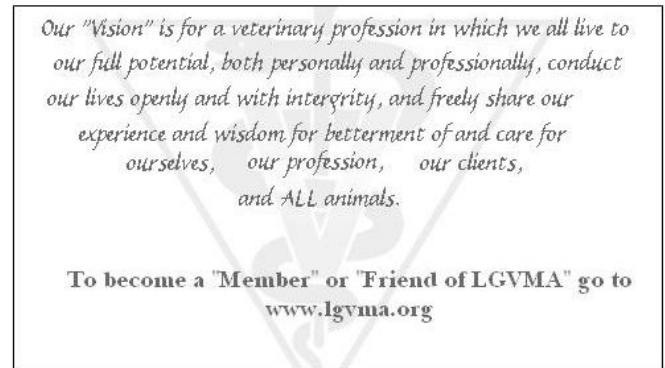 Our "Vision" is for a veterinary profession in which we all live to
our full potential, both personally and professionally, conduct
our lives openly and with intergrity, and freely share our
experience and wisdom for betterment of and care for
ourselves, our profession, our clients,
and ALL animals.
To become a "Member" or "Friend of LGVMA" go to
www.lgvma.org